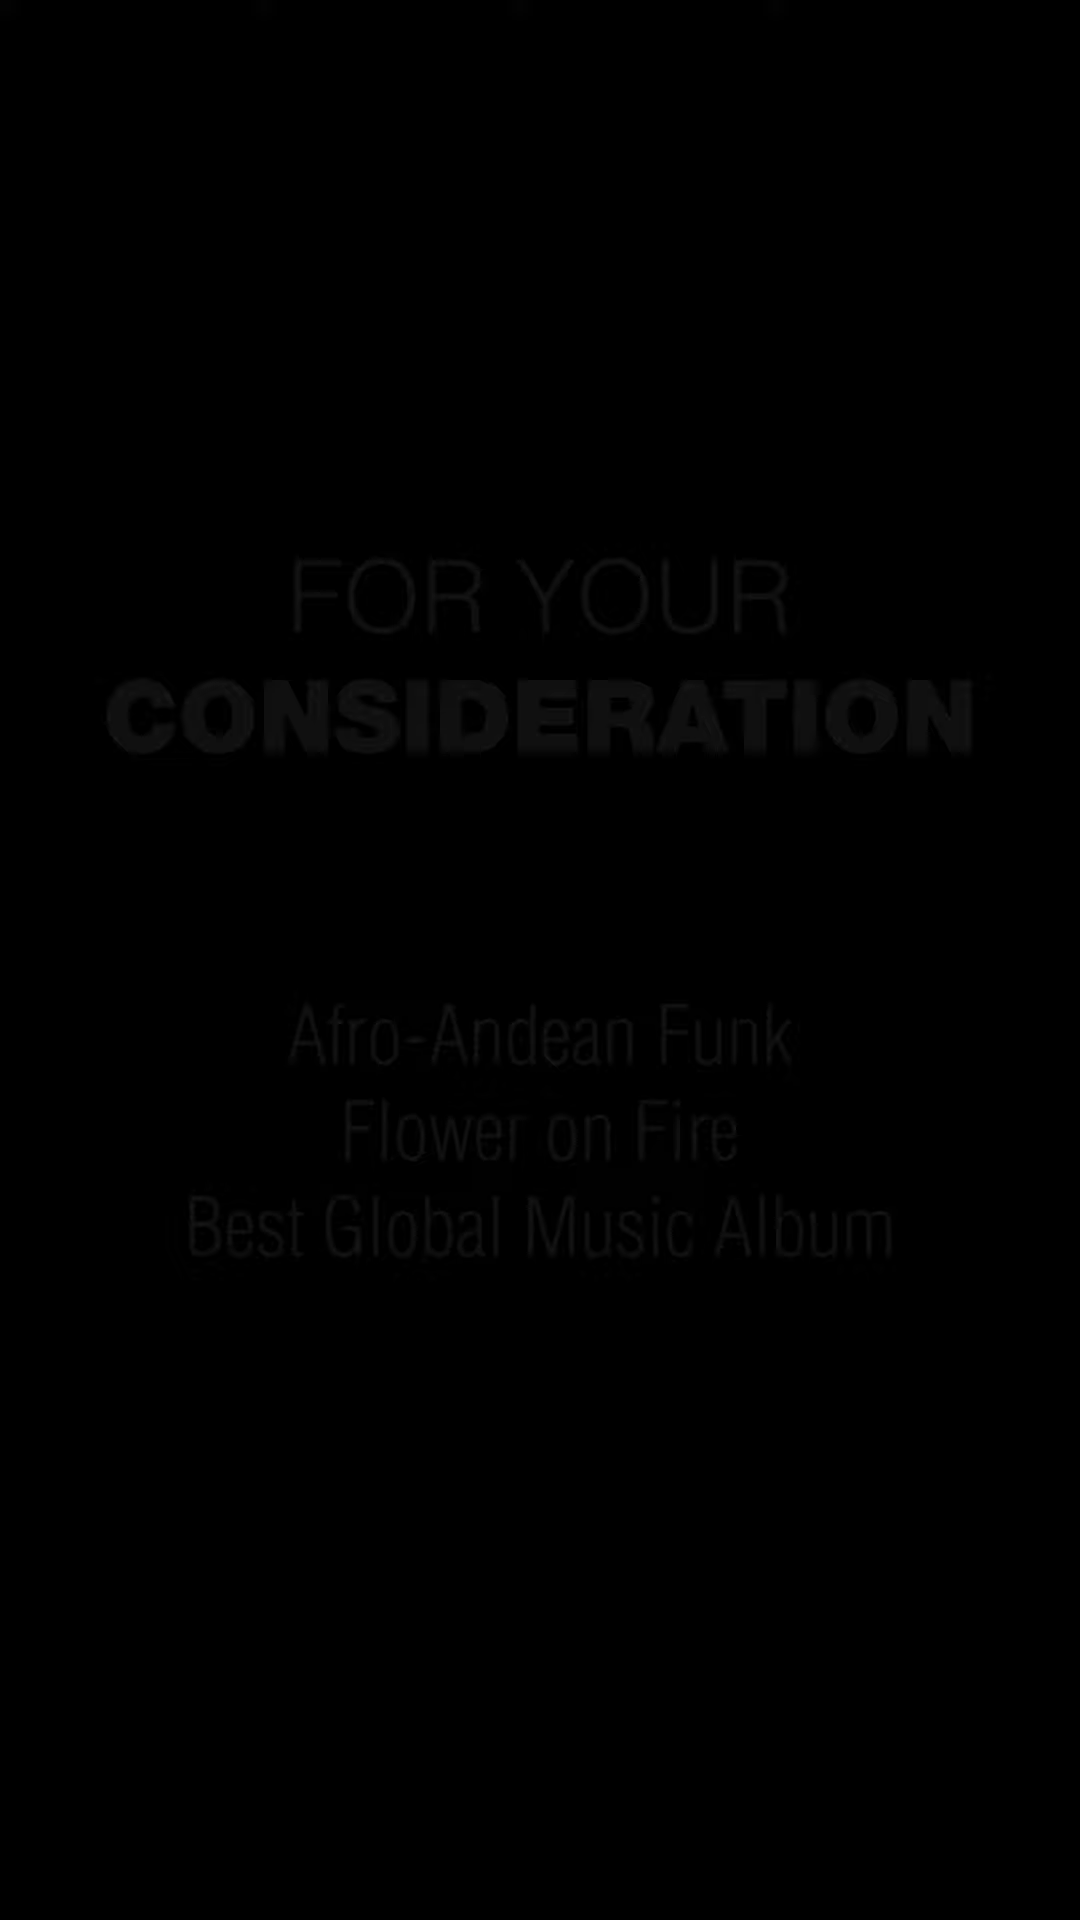 FOR YOUR
CONSIDERATION
Afro-Andean Funk
Flower on Fire
Best Global Music Album